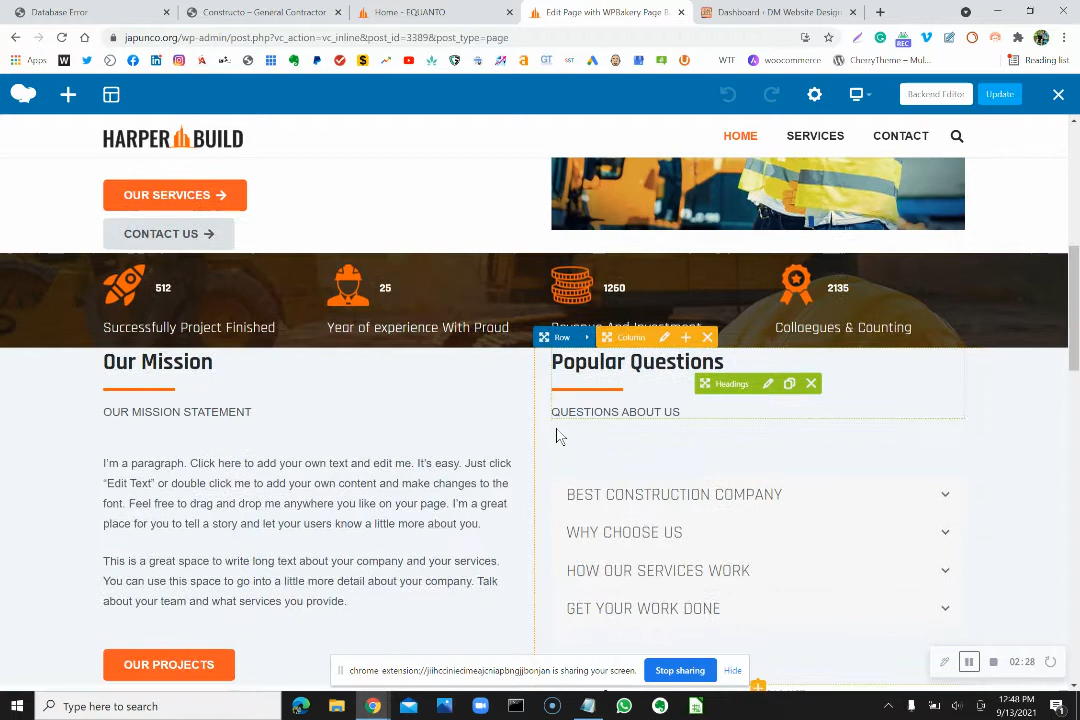 Database Error
Constructo – General Contractor
Home - EQUANTO
Edit Page with WPBakery Page B
Dashboard ‹ DM Website Design
japunco.org/wp-admin/post.php?vc_action=vc_inline&post_id=3389&post_type=page
REC
Apps
WTF
woocommerce
CherryTheme – Mul...
Reading list
Backend Editor
Update
HARPER BUILD
HOME
SERVICES
CONTACT
OUR SERVICES
CONTACT US
512
25
1260
2135
Successfully Project Finished
Year of experience With Proud
Revenue And Investment
Collaegues & Counting
Row
Column
Our Mission
Popular Questions
Headings
OUR MISSION STATEMENT
QUESTIONS ABOUT US
I'm a paragraph. Click here to add your own text and edit me. It's easy. Just click
"Edit Text" or double click me to add your own content and make changes to the
font. Feel free to drag and drop me anywhere you like on your page. I'm a great
place for you to tell a story and let your users know a little more about you.
This is a great space to write long text about your company and your services.
You can use this space to go into a little more detail about your company. Talk
about your team and what services you provide.
BEST CONSTRUCTION COMPANY
WHY CHOOSE US
HOW OUR SERVICES WORK
GET YOUR WORK DONE
OUR PROJECTS
chrome-extension://jiihcciniecimeajcniapbngjjbonjan is sharing your screen.
Stop sharing
Hide
02:28
Type here to search
12:48 PM
9/13/2021